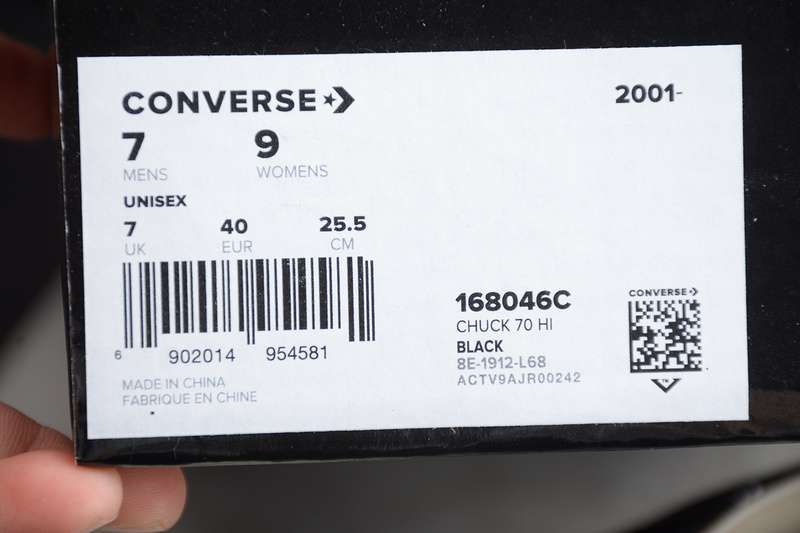 CONVERSE
2001-
7
9
MENS
WOMENS
UNISEX
7
40
25.5
UK
EUR
CM
6 902014 954581
MADE IN CHINA
FABRIQUE EN CHINE
168046C
CHUCK 70 HI
BLACK
8E-1912-L68
ACTV9AJR00242
CONVERSE
TM